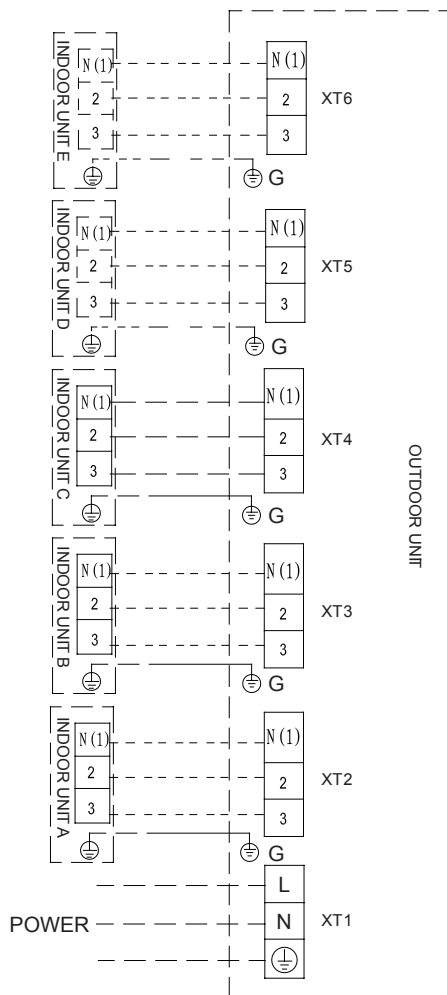 INDOOR UNIT E
N(1)
2
3
N(1)
2
3
XT6
G
INDOOR UNIT D
N(1)
2
3
N(1)
2
3
XT5
G
INDOOR UNIT C
N(1)
2
3
N(1)
2
3
XT4
G
OUTDOOR UNIT
INDOOR UNIT B
N(1)
2
3
N(1)
2
3
XT3
G
INDOOR UNIT A
N(1)
2
3
N(1)
2
3
XT2
G
POWER
L
N
XT1